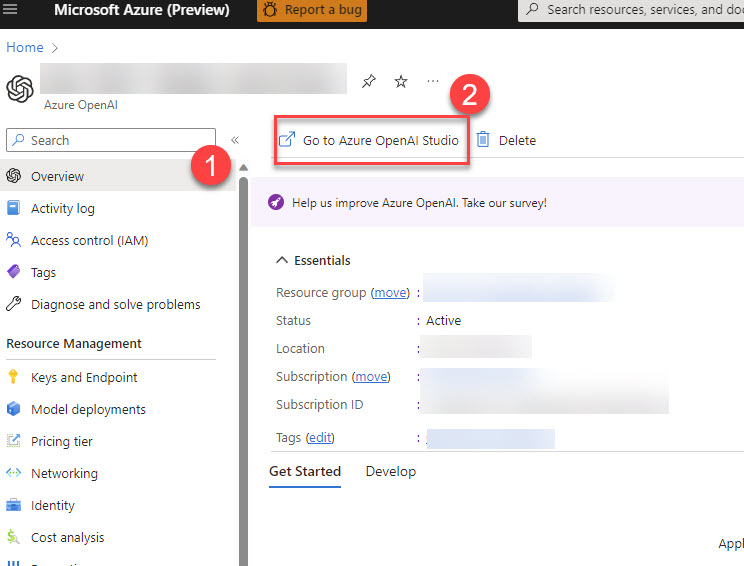 Microsoft Azure (Preview)
Report a bug
Search resources, services, and doc
Home
Azure OpenAI
2
Search
Go to Azure OpenAI Studio
Delete
1
Overview
Activity log
Access control (IAM)
Tags
Diagnose and solve problems
Resource Management
Keys and Endpoint
Model deployments
Pricing tier
Networking
Identity
Cost analysis
Help us improve Azure OpenAI. Take our survey!
Essentials
Resource group (move) :
Status : Active
Location :
Subscription (move) :
Subscription ID :
Tags (edit) :
Get Started Develop
Appl